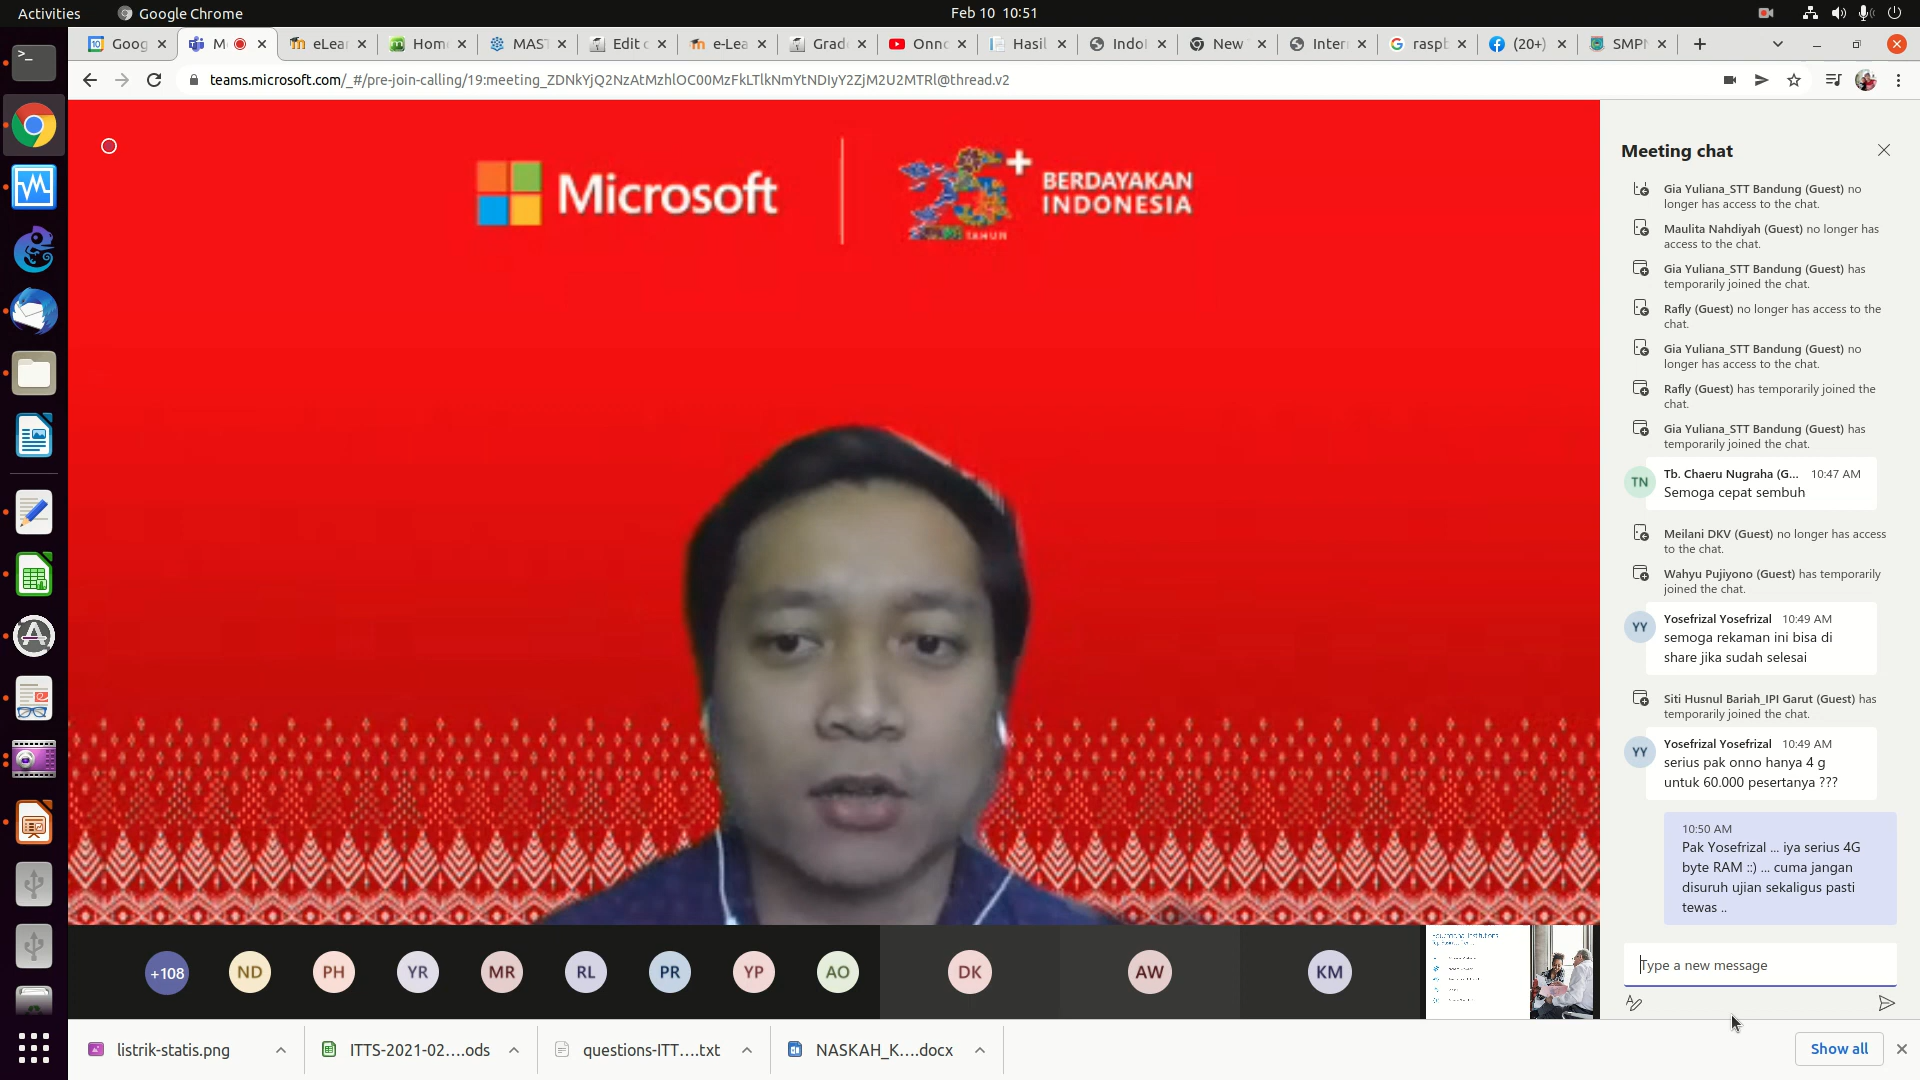 Activities
Google Chrome
Feb 10 10:51
Goog
M
eLear
Home
MAST
Edit c
e-Lea
Grade
Onno
Hasil
Indol
New
Inter
raspb
(20+)
SMPN
teams.microsoft.com/_#/pre-join-calling/19:meeting_ZDNkYjQ2NzAtMzhlOC00MzFkLTlkNmYtNDIyY2ZjM2U2MTRl@thread.v2
Microsoft
25+
TAHUN
BERDAYAKAN
INDONESIA
Meeting chat
Gia Yuliana_STT Bandung (Guest) no
longer has access to the chat.
Maulita Nahdiyah (Guest) no longer has
access to the chat.
Gia Yuliana_STT Bandung (Guest) has
temporarily joined the chat.
Rafly (Guest) no longer has access to the
chat.
Gia Yuliana_STT Bandung (Guest) no
longer has access to the chat.
Rafly (Guest) has temporarily joined the
chat.
Gia Yuliana_STT Bandung (Guest) has
temporarily joined the chat.
TN
Tb. Chaeru Nugraha (G... 10:47 AM
Semoga cepat sembuh
Meilani DKV (Guest) no longer has access
to the chat.
Wahyu Pujiyono (Guest) has temporarily
joined the chat.
YY
Yosefrizal Yosefrizal 10:49 AM
semoga rekaman ini bisa di
share jika sudah selesai
Siti Husnul Bariah_IPI Garut (Guest) has
temporarily joined the chat.
YY
Yosefrizal Yosefrizal 10:49 AM
serius pak onno hanya 4 g
untuk 60.000 pesertanya ???
10:50 AM
Pak Yosefrizal ... iya serius 4G
byte RAM ::) ... cuma jangan
disuruh ujian sekaligus pasti
tewas ..
Type a new message
+108
ND
PH
YR
MR
RL
PR
YP
AO
DK
AW
KM
listrik-statis.png
ITTS-2021-02....ods
questions-ITT....txt
NASKAH_K....docx
Show all